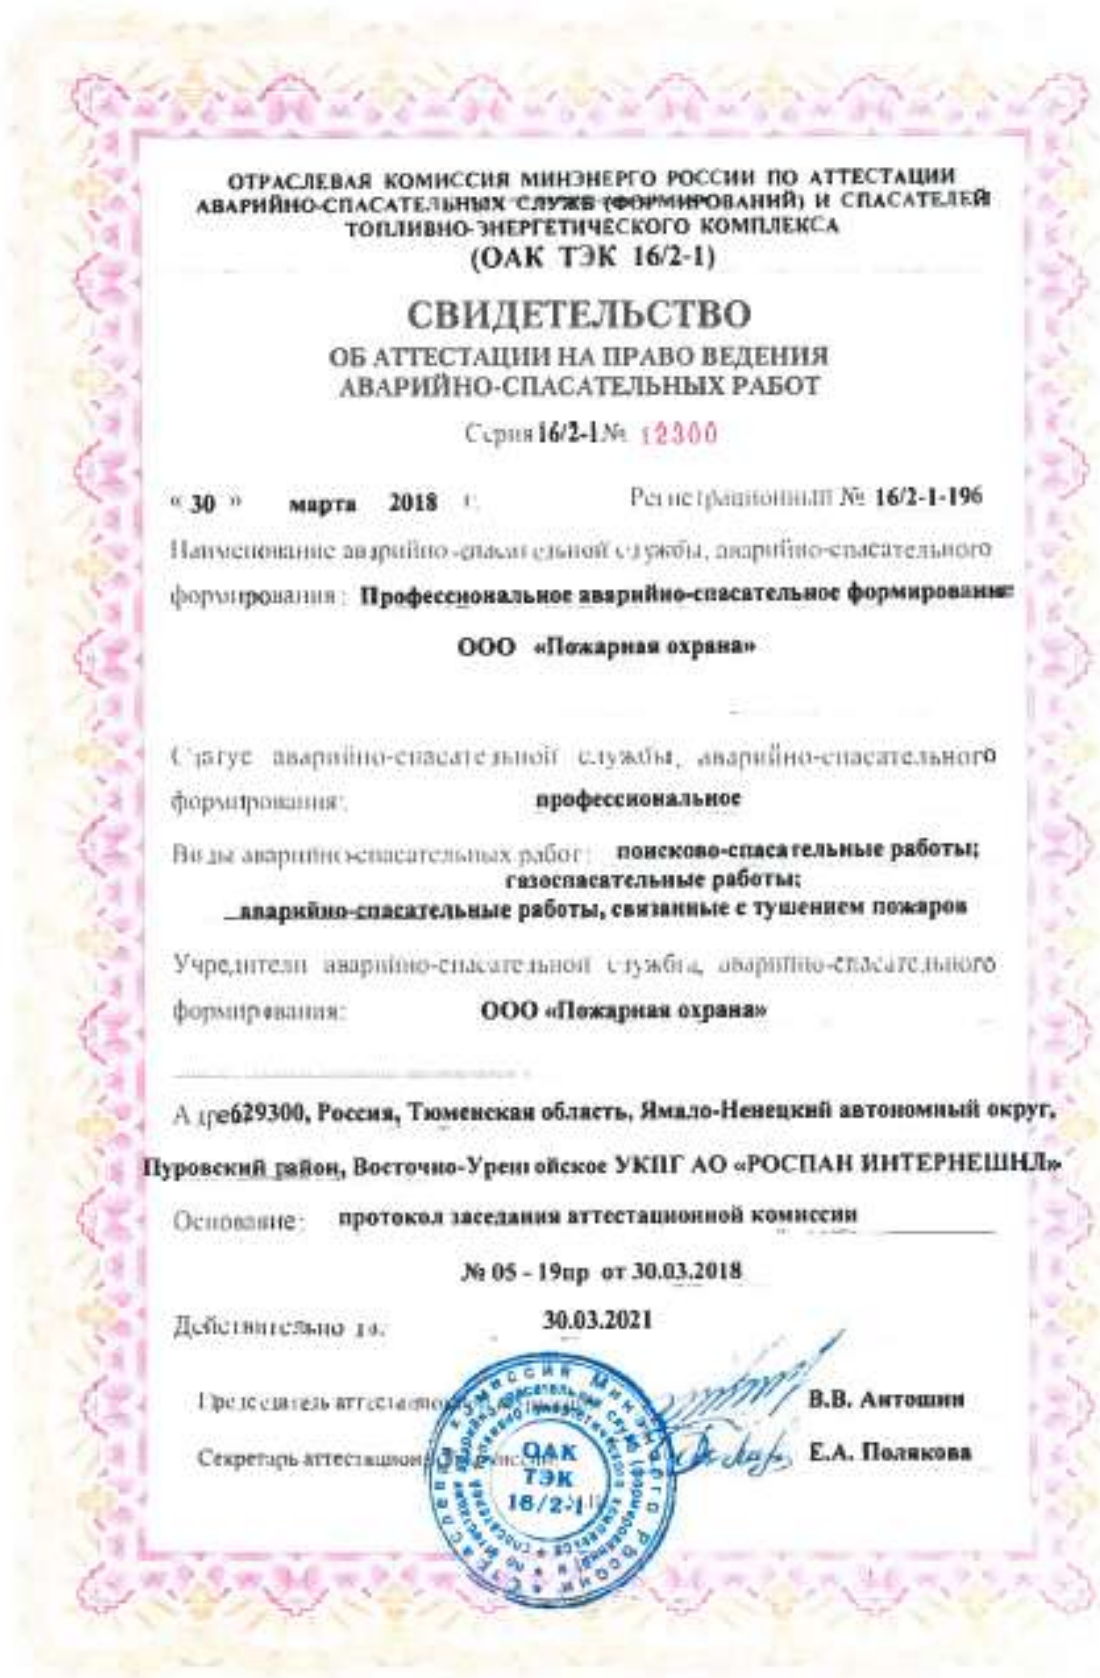 ОТРАСЛЕВАЯ КОМИССИЯ МИНЭНЕРГО РОССИИ ПО АТТЕСТАЦИИ
АВАРИЙНО-СПАСАТЕЛЬНЫХ СЛУЖБ (ФОРМИРОВАНИЙ) И СПАСАТЕЛЕЙ
ТОПЛИВНО-ЭНЕРГЕТИЧЕСКОГО КОМПЛЕКСА
(ОАК ТЭК 16/2-1)
СВИДЕТЕЛЬСТВО
ОБ АТТЕСТАЦИИ НА ПРАВО ВЕДЕНИЯ
АВАРИЙНО-СПАСАТЕЛЬНЫХ РАБОТ
Серия 16/2-1 № 12300
« 30 » марта 2018 г. Регистрационный № 16/2-1-196
Наименование аварийно-спасательной службы, аварийно-спасательного
формирования: Профессиональное аварийно-спасательное формирование
ООО «Пожарная охрана»
Статус аварийно-спасательной службы, аварийно-спасательного
формирования: профессиональное
Виды аварийно-спасательных работ: поисково-спасательные работы;
газоспасательные работы;
аварийно-спасательные работы, связанные с тушением пожаров
Учредители аварийно-спасательной службы, аварийно-спасательного
формирования: ООО «Пожарная охрана»
Адрес 629300, Россия, Тюменская область, Ямало-Ненецкий автономный округ,
Пуровский район, Восточно-Уренгойское УКПГ АО «РОСПАН ИНТЕРНЕШНЛ»
Основание: протокол заседания аттестационной комиссии
№ 05 - 19пр от 30.03.2018
Действительно до: 30.03.2021
Председатель аттестационной комиссии В.В. Антошин
Секретарь аттестационной комиссии Е.А. Полякова
ОАК
ТЭК
16/2-1